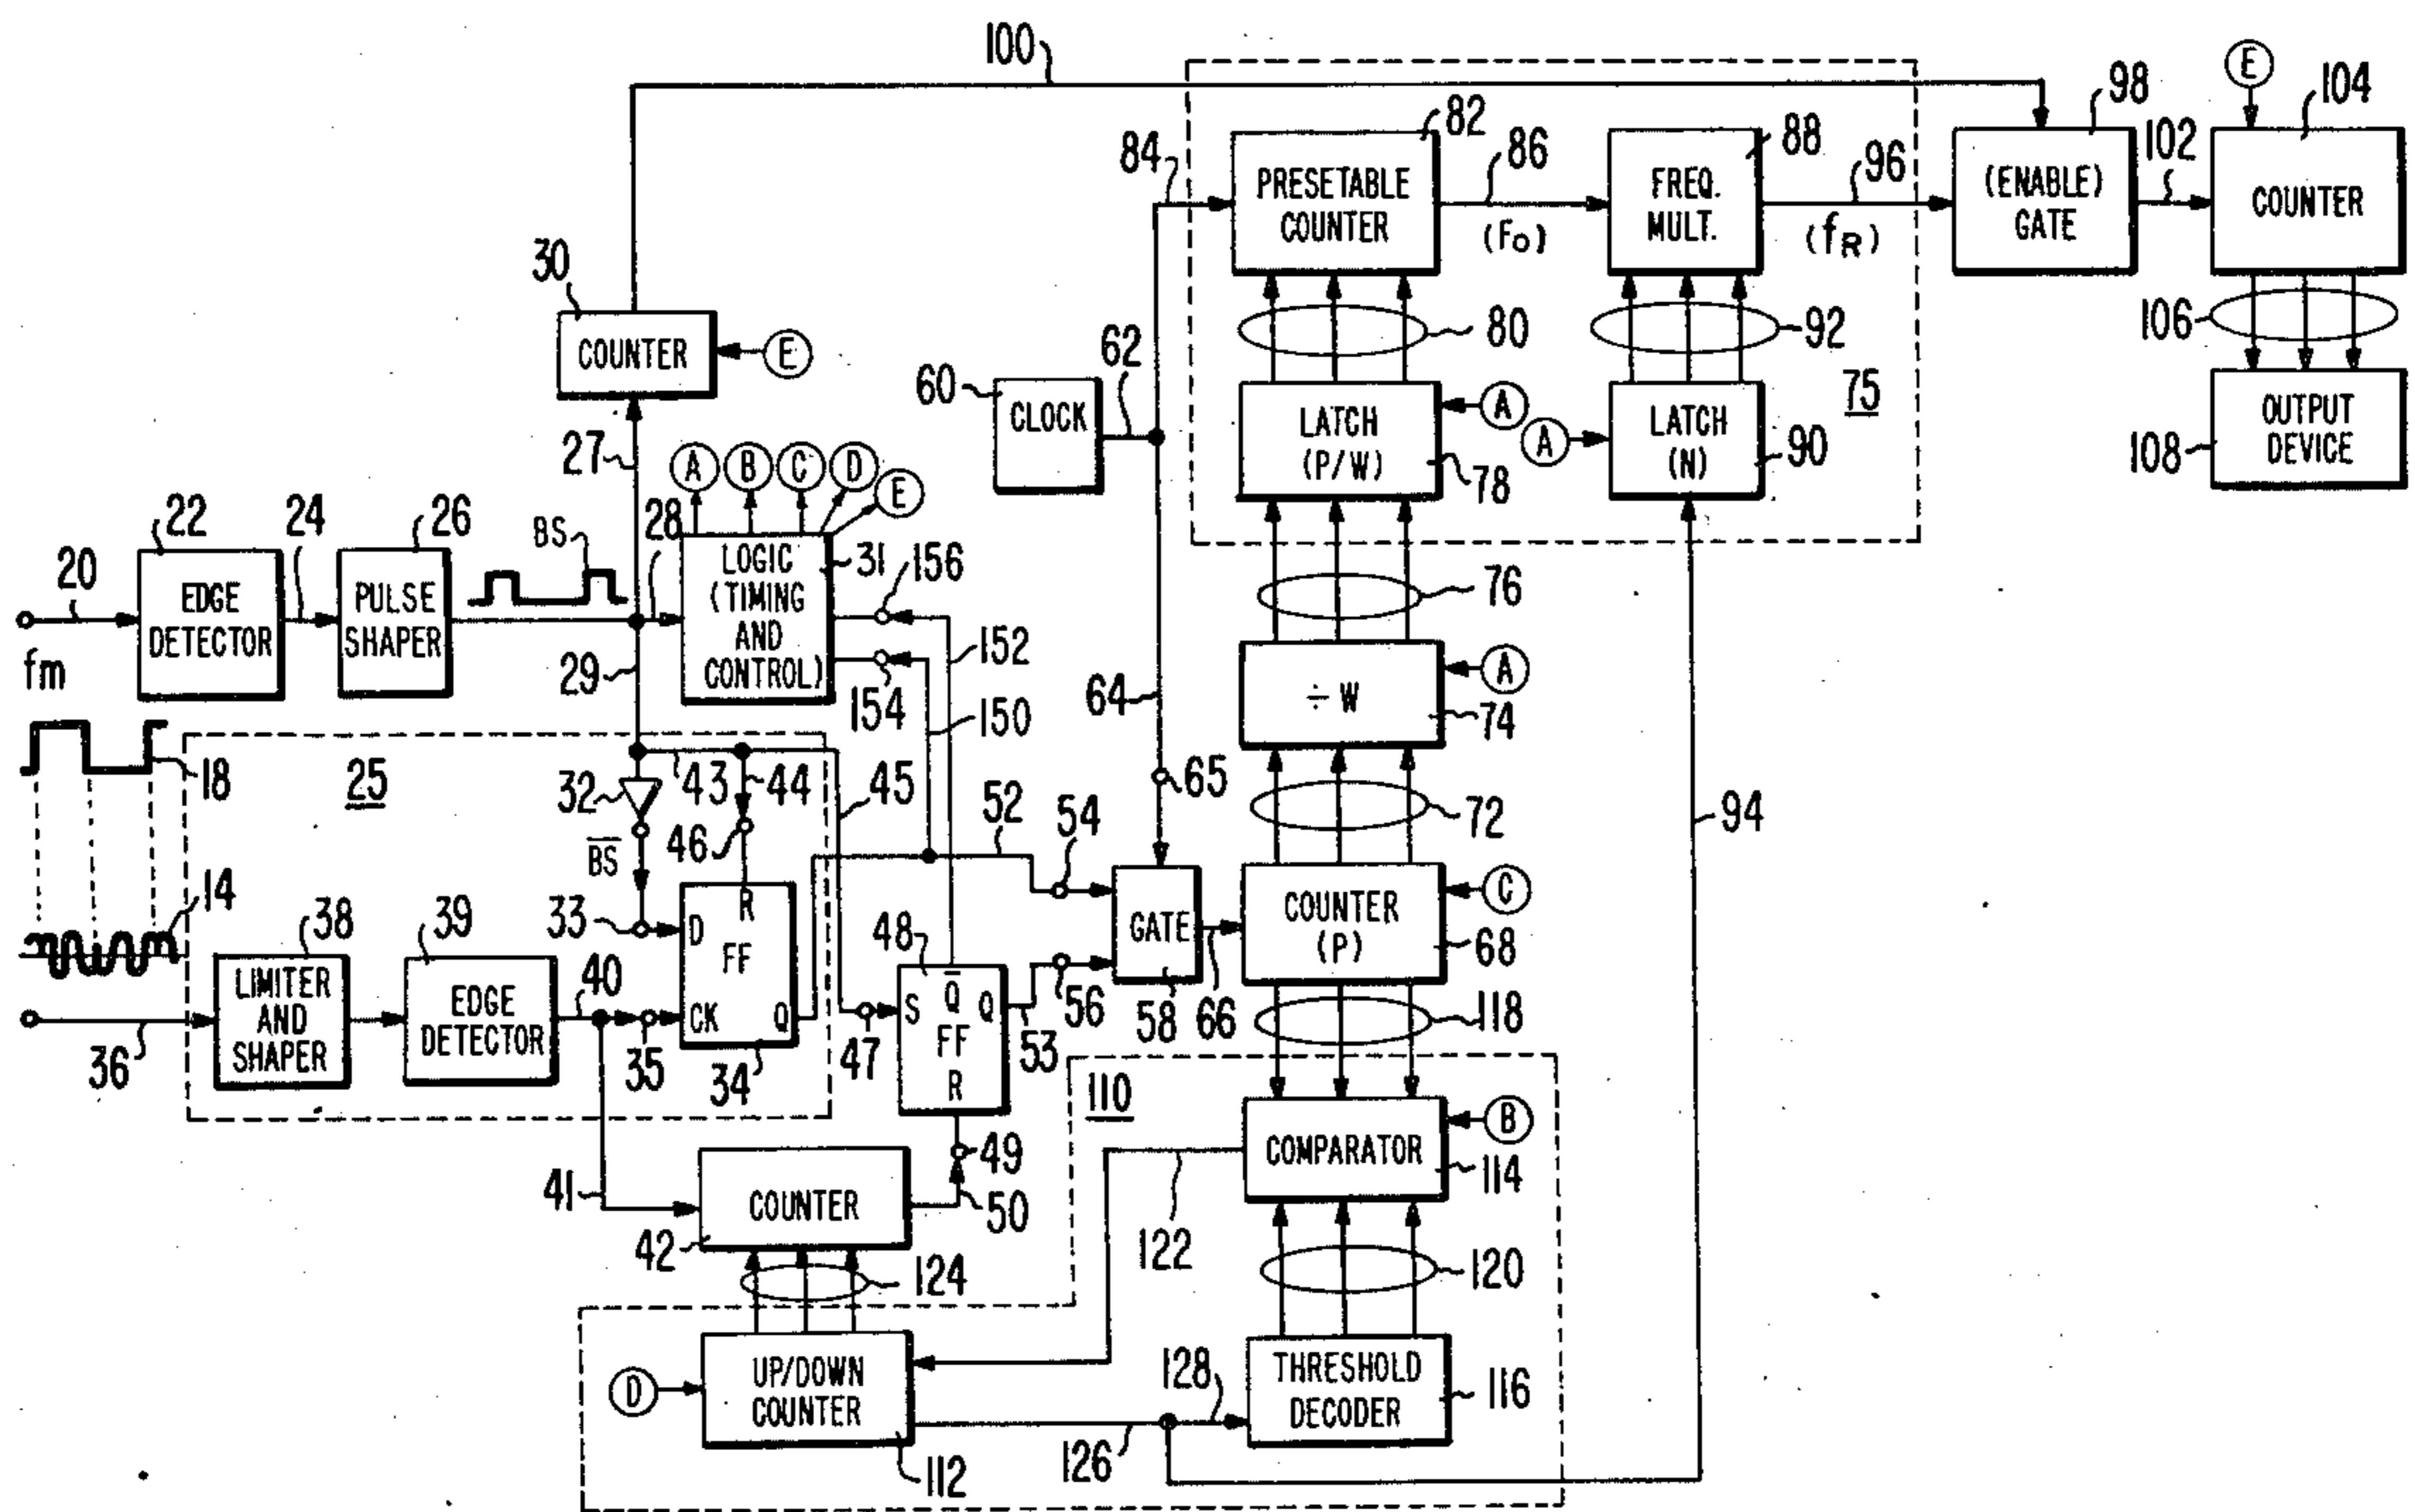 100
E
98
104
82
88
84
86
96
102
PRESETABLE
COUNTER
FREQ.
MULT.
(ENABLE)
GATE
COUNTER
(Fo)
(fR)
30
COUNTER
E
62
80
92
106
60
CLOCK
75
LATCH
(P/W)
A
A
LATCH
(N)
90
OUTPUT
DEVICE
108
27
A
B
C
D
E
78
22
24
26
BS
28
20
EDGE
DETECTOR
PULSE
SHAPER
LOGIC
(TIMING
AND
CONTROL)
31
156
76
152
fm
29
154
150
64
÷ W
A
74
18
25
32
43
44
45
65
72
94
BS
46
52
54
14
33
38
39
40
D
R
FF
CK
Q
48
GATE
COUNTER
(P)
C
68
LIMITER
AND
SHAPER
EDGE
DETECTOR
S
Q
Q
FF
R
56
58
66
118
36
35
34
47
53
110
COMPARATOR
B
114
41
COUNTER
42
49
50
122
124
120
UP/DOWN
COUNTER
D
128
THRESHOLD
DECODER
116
112
126